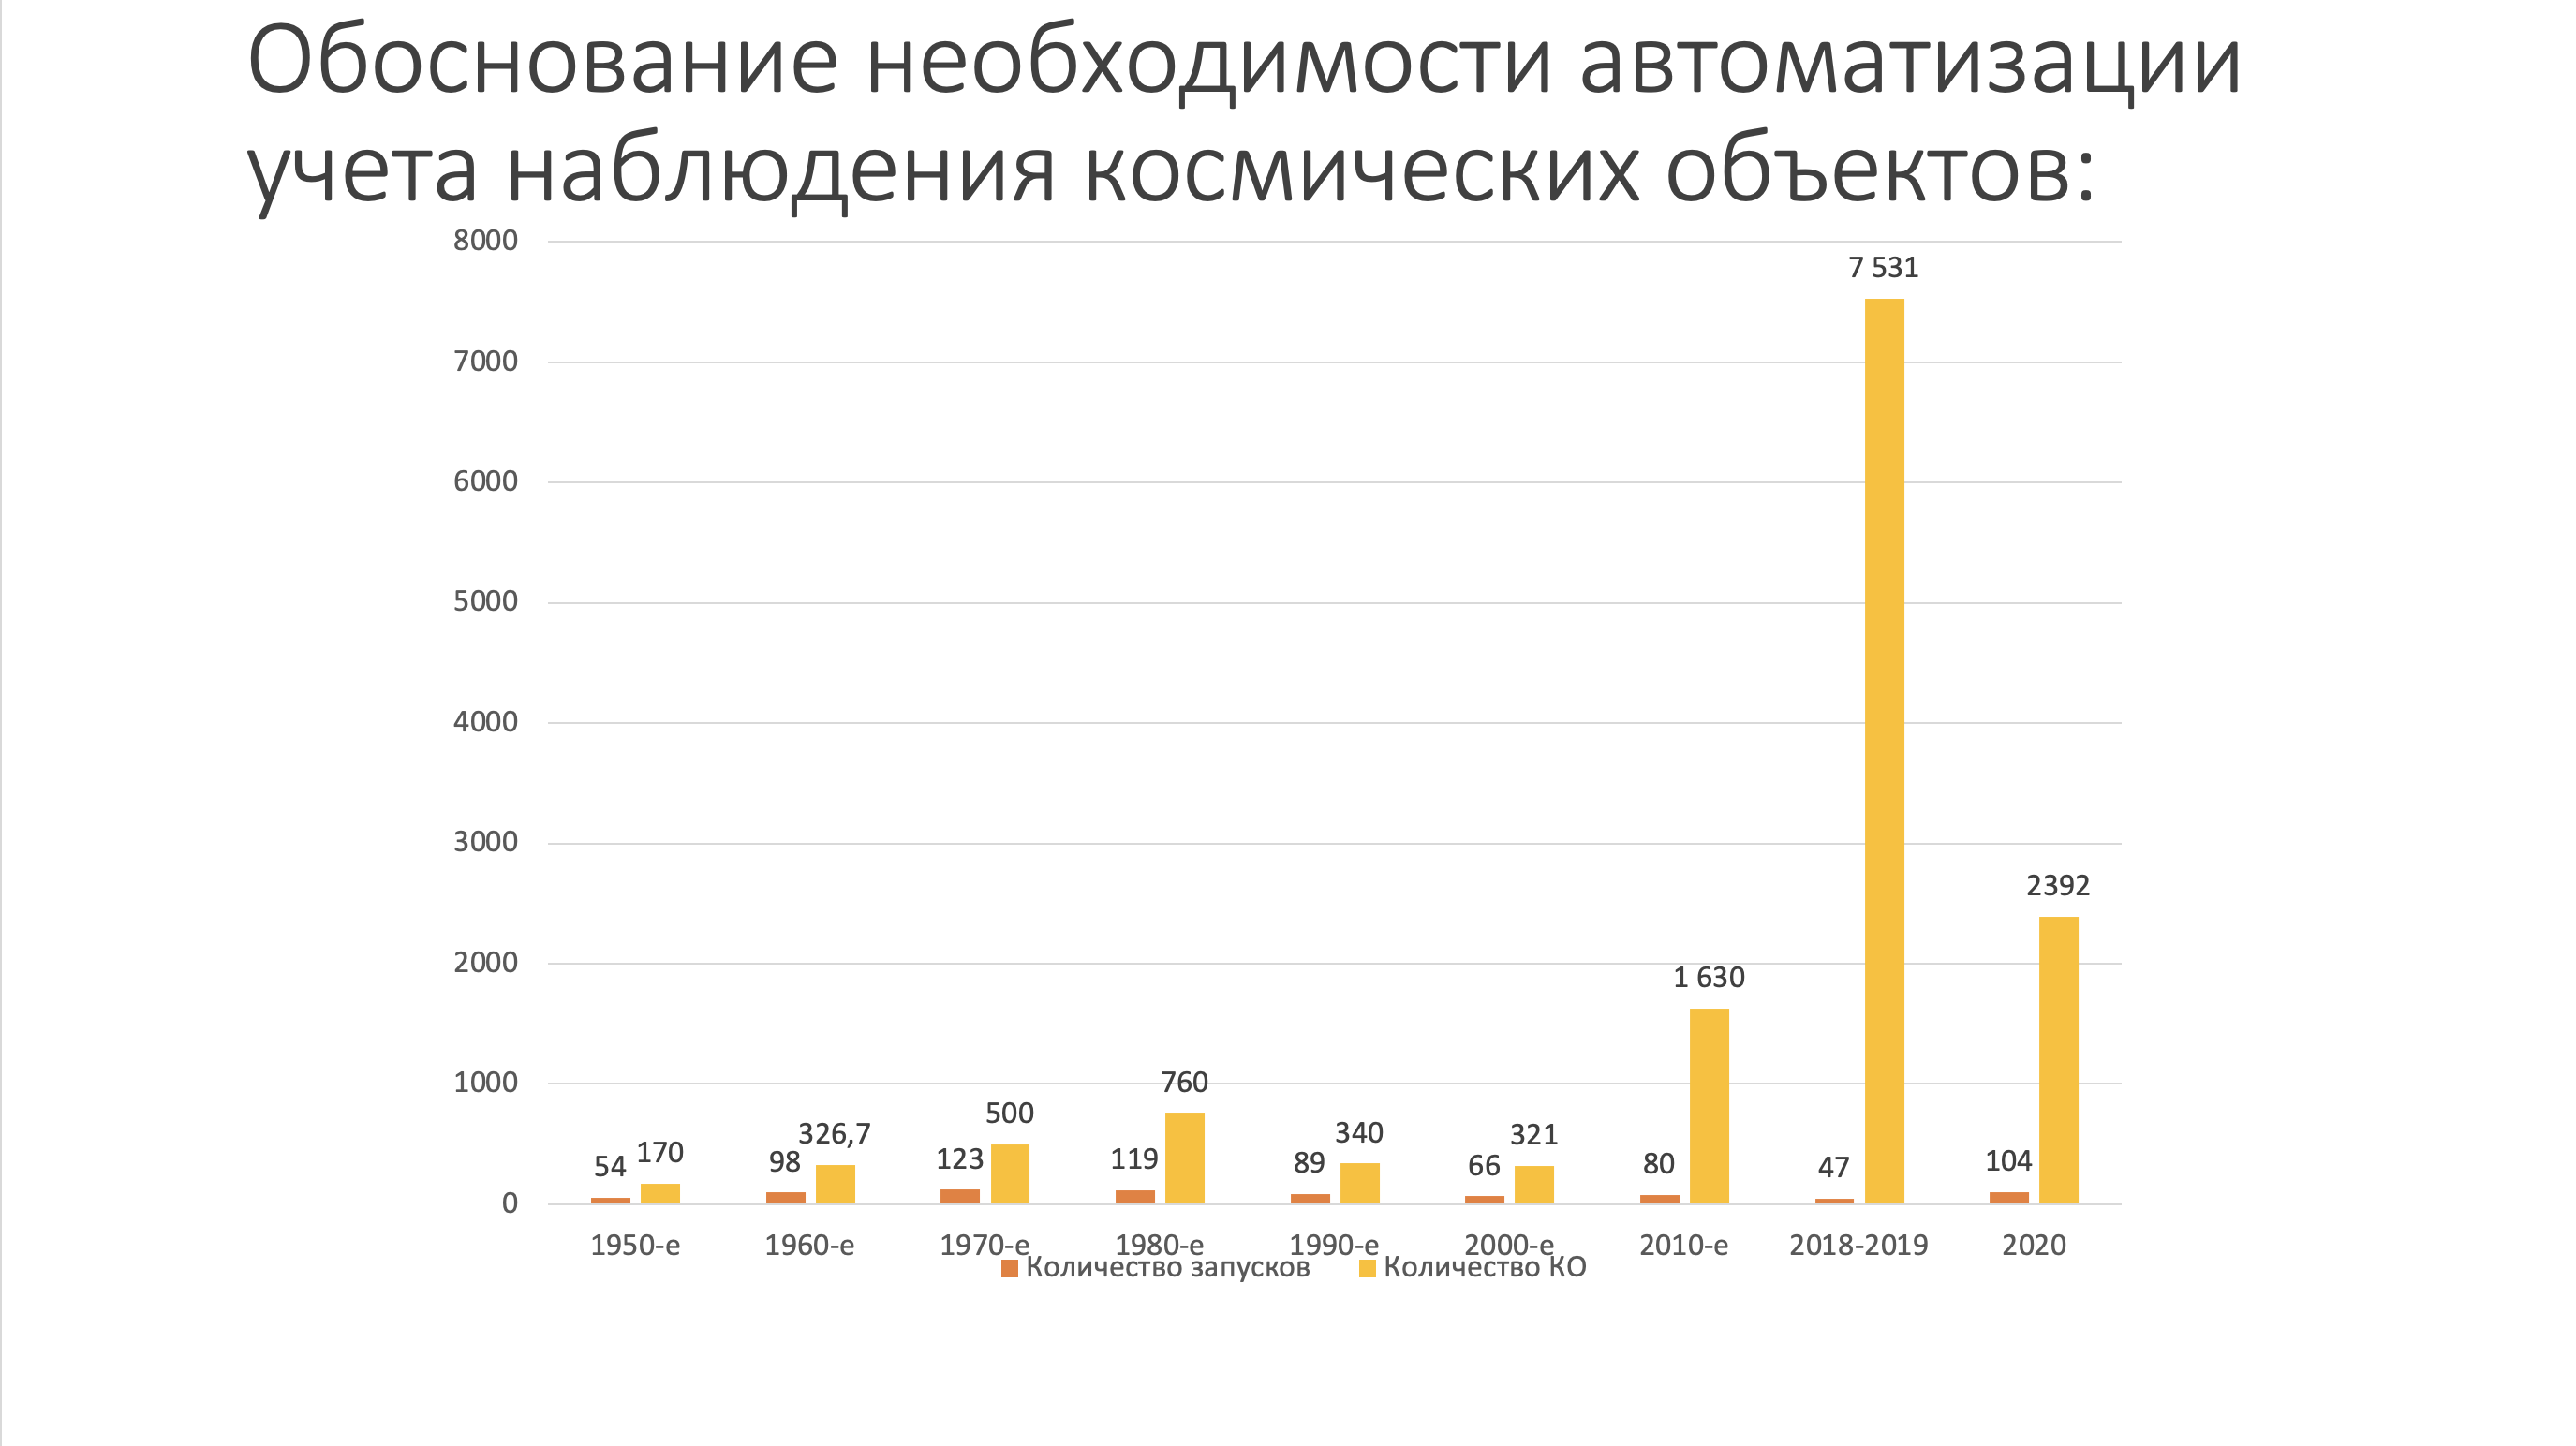 Обоснование необходимости автоматизации
учета наблюдения космических объектов:
8000
7000
6000
5000
4000
3000
2000
1000
0
54 170
98 326,7
123 500
119 760
89 340
66 321
80 1 630
47 7 531
104 2392
1950-е 1960-е 1970-е 1980-е 1990-е 2000-е 2010-е 2018-2019 2020
Количество запусков Количество КО